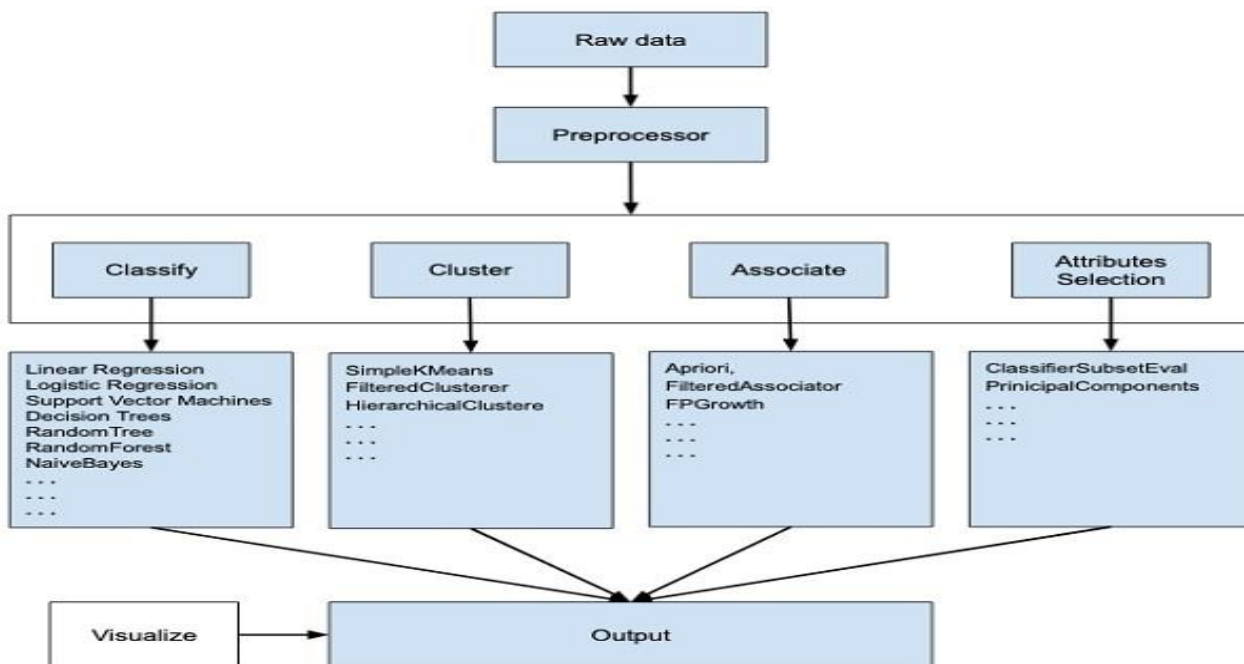 Raw data
Preprocessor
Classify
Cluster
Associate
Attributes
Selection
Linear Regression
Logistic Regression
Support Vector Machines
Decision Trees
RandomTree
RandomForest
NaiveBayes
. . .
. . .
. . .
SimpleKMeans
FilteredClusterer
HierarchicalClustere
. . .
. . .
. . .
Apriori,
FilteredAssociator
FPGrowth
. . .
. . .
. . .
ClassifierSubsetEval
PrinicipalComponents
. . .
. . .
. . .
Visualize
Output